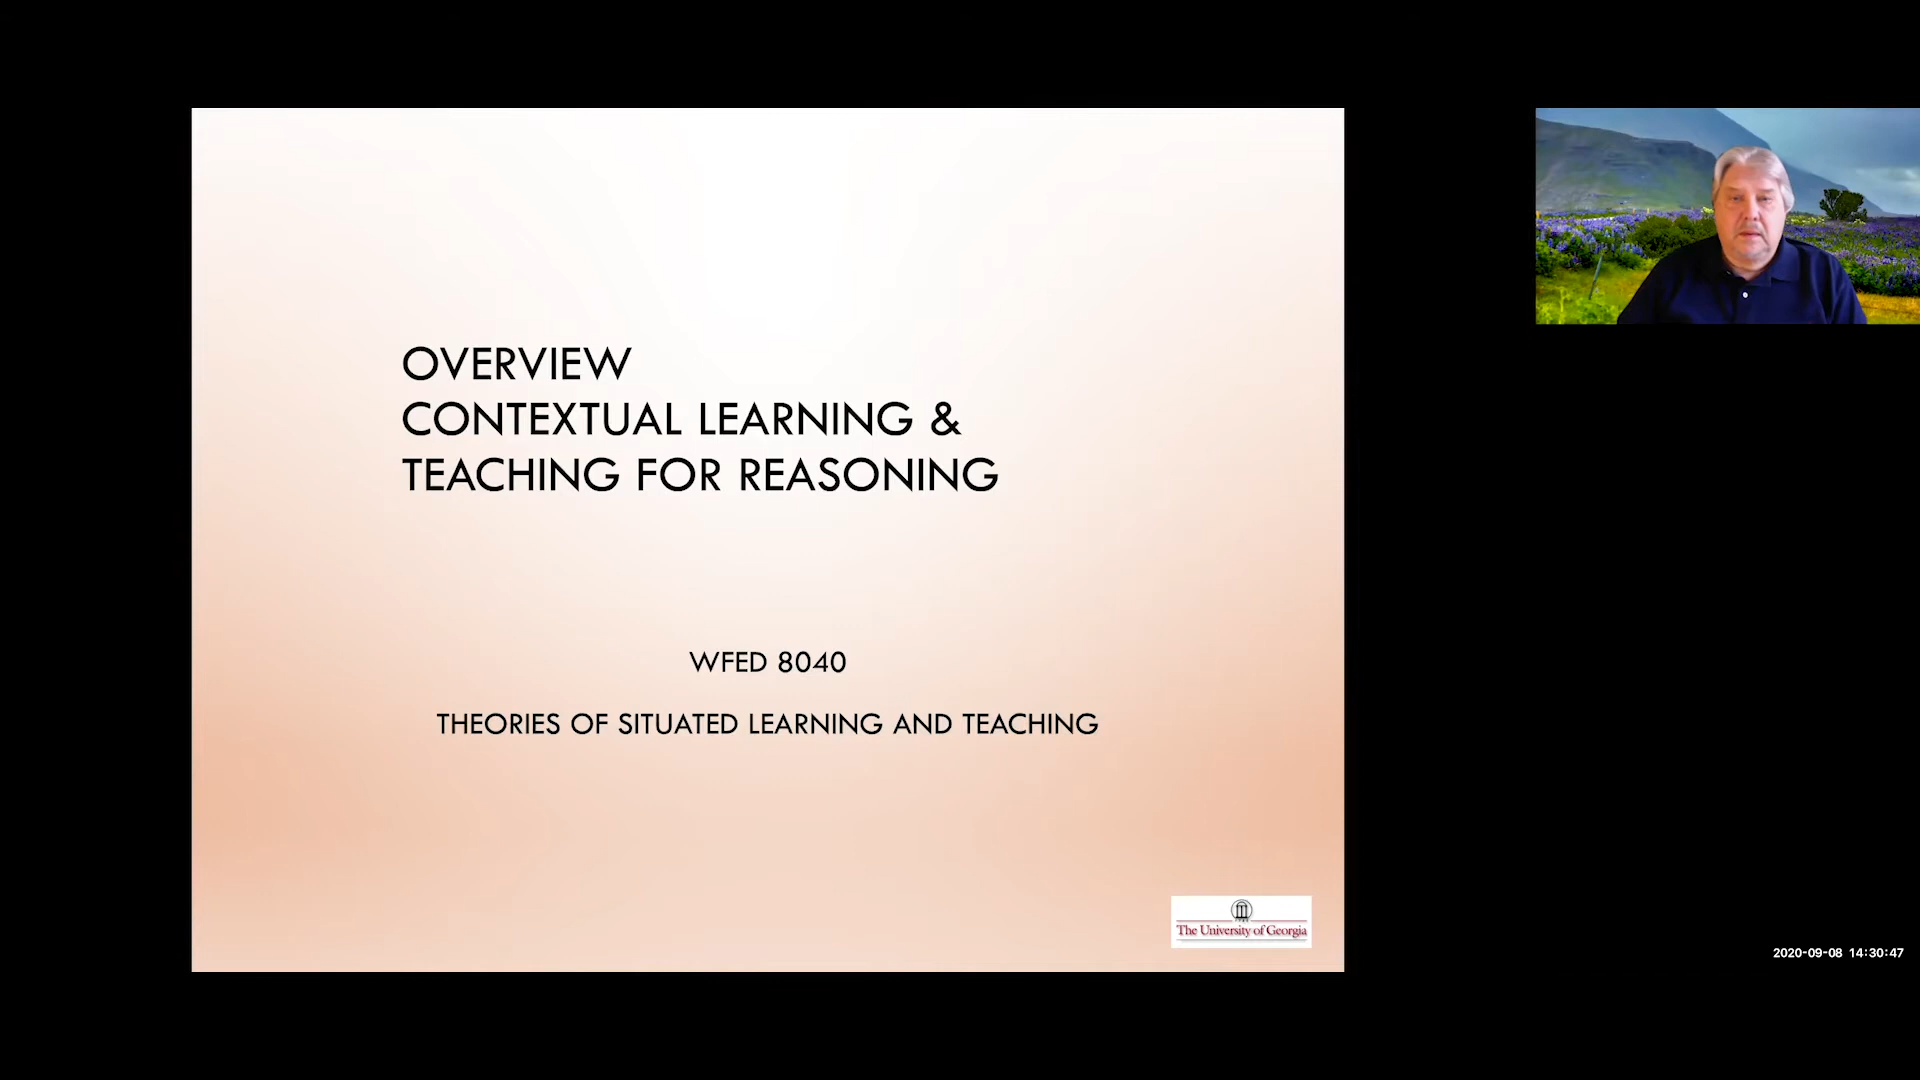 OVERVIEW
CONTEXTUAL LEARNING &
TEACHING FOR REASONING
WFED 8040
THEORIES OF SITUATED LEARNING AND TEACHING
The University of Georgia
2020-09-08 14:30:47